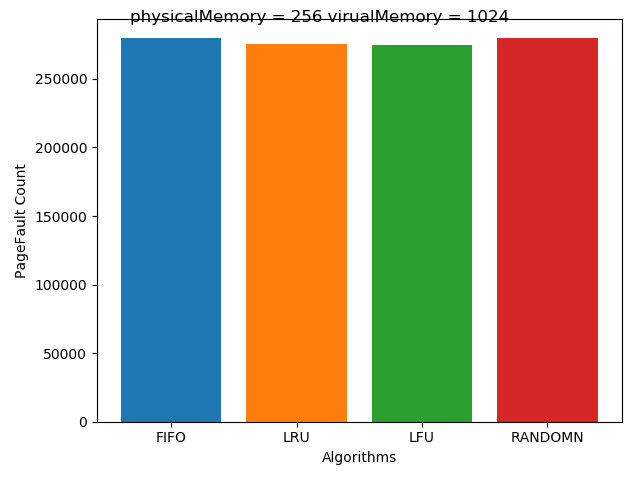 physicalMemory = 256 virualMemory = 1024
250000
200000
150000
100000
50000
0
PageFault Count
FIFO LRU LFU RANDOMN
Algorithms